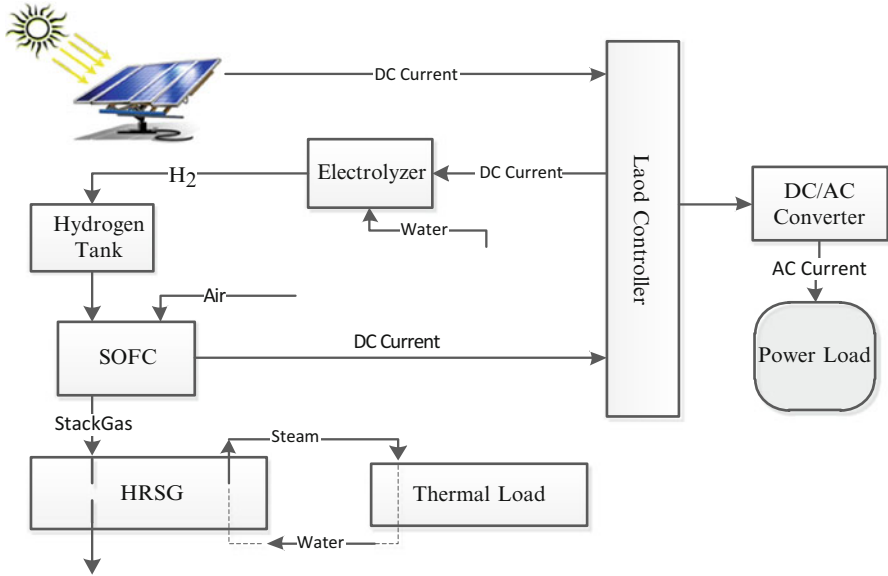 DC Current
Laod Controller
Electrolyzer
DC Current
H2
Water
Hydrogen
Tank
DC/AC
Converter
AC Current
Power Load
Air
SOFC
DC Current
StackGas
Steam
HRSG
Thermal Load
Water